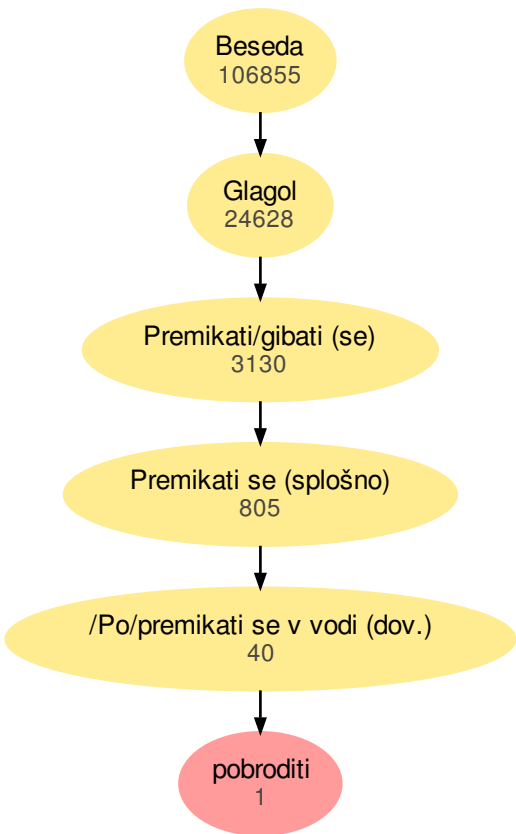 Beseda
106855
Glagol
24628
Premikati/gibati (se)
3130
Premikati se (splošno)
805
/Po/premikati se v vodi (dov.)
40
pobroditi
1